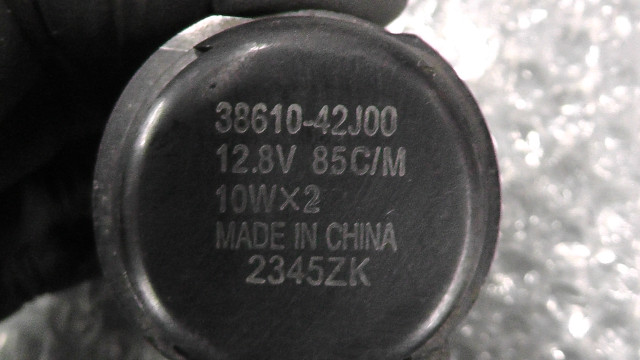 38610-42J00
12.8V 85C/M
10W×2
MADE IN CHINA
2345ZK